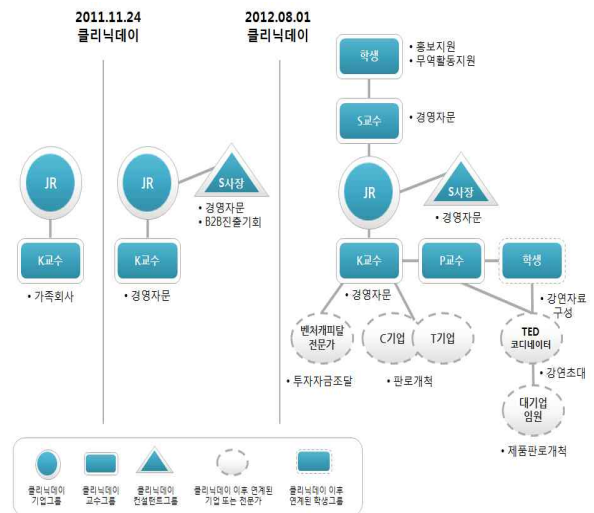 2011.11.24
클리닉데이
2012.08.01
클리닉데이
JR
K교수
• 가족회사
JR
S사장
• 경영자문
• B2B진출기회
K교수
• 경영자문
학생
• 홍보지원
• 무역활동지원
S교수
• 경영자문
JR
S사장
• 경영자문
K교수
P교수
학생
• 경영자문
• 강연자료
구성
벤처캐피탈
전문가
C기업
T기업
TED
코디네이터
• 투자자금조달
• 판로개척
• 강연초대
대기업
임원
• 제품판로개척
클리닉데이
기업그룹
클리닉데이
교수그룹
클리닉데이
컨설턴트그룹
클리닉데이 이후 연계된
기업 또는 전문가
클리닉데이 이후
연계된 학생그룹